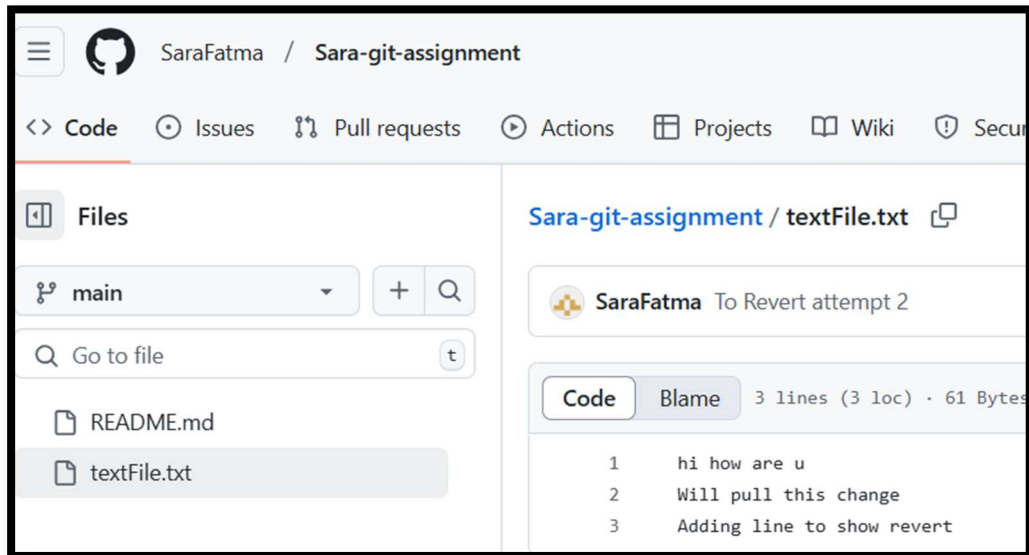 SaraFatma / Sara-git-assignment
<> Code Issues Pull requests Actions Projects Wiki Secur
Files
main
Go to file t
README.md
textFile.txt
Sara-git-assignment / textFile.txt
SaraFatma To Revert attempt 2
Code Blame 3 lines (3 loc) · 61 Bytes
1 hi how are u
2 Will pull this change
3 Adding line to show revert